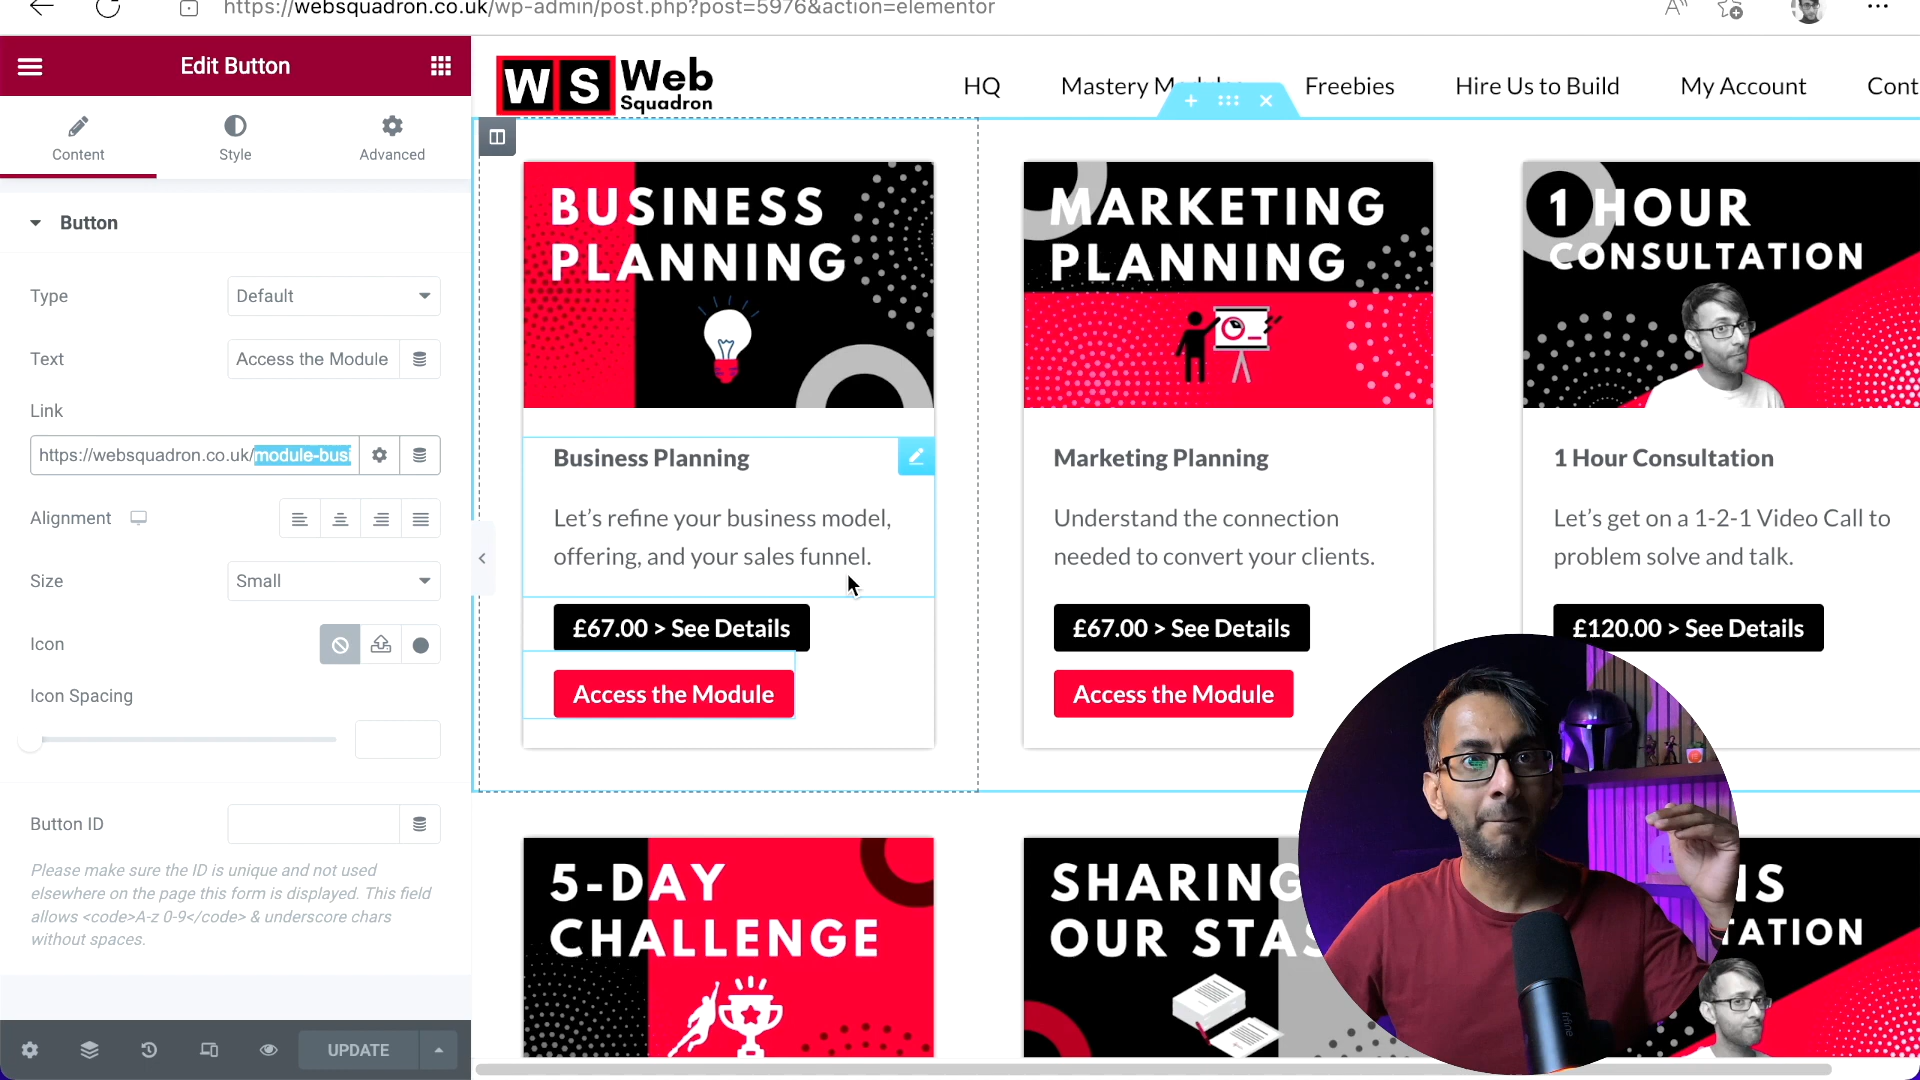 https://websquadron.co.uk/wp-admin/post.php?post=5976&action=elementor
Edit Button
Content
Style
Advanced
Button
Type
Default
Text
Access the Module
Link
https://websquadron.co.uk/module-busi
Alignment
Size
Small
Icon
Icon Spacing
Button ID
Please make sure the ID is unique and not used
elsewhere on the page this form is displayed. This field
allows <code>A-z 0-9</code> & underscore chars
without spaces.
UPDATE
WS Web
Squadron
HQ
Mastery
Freebies
Hire Us to Build
My Account
Cont
BUSINESS
PLANNING
Business Planning
Let’s refine your business model,
offering, and your sales funnel.
£67.00 > See Details
Access the Module
MARKETING
PLANNING
Marketing Planning
Understand the connection
needed to convert your clients.
£67.00 > See Details
Access the Module
1 HOUR
CONSULTATION
1 Hour Consultation
Let’s get on a 1-2-1 Video Call to
problem solve and talk.
£120.00 > See Details
5-DAY
CHALLENGE
SHARING
OUR STAS
NS
TATION